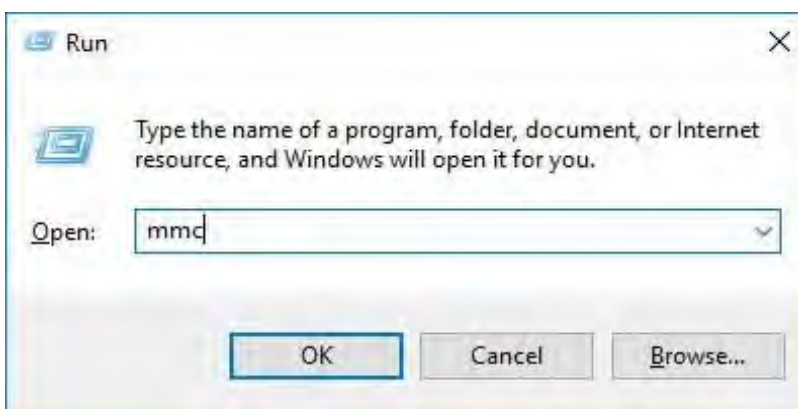 Run
Type the name of a program, folder, document, or Internet
resource, and Windows will open it for you.
Open: mmc
OK Cancel Browse...